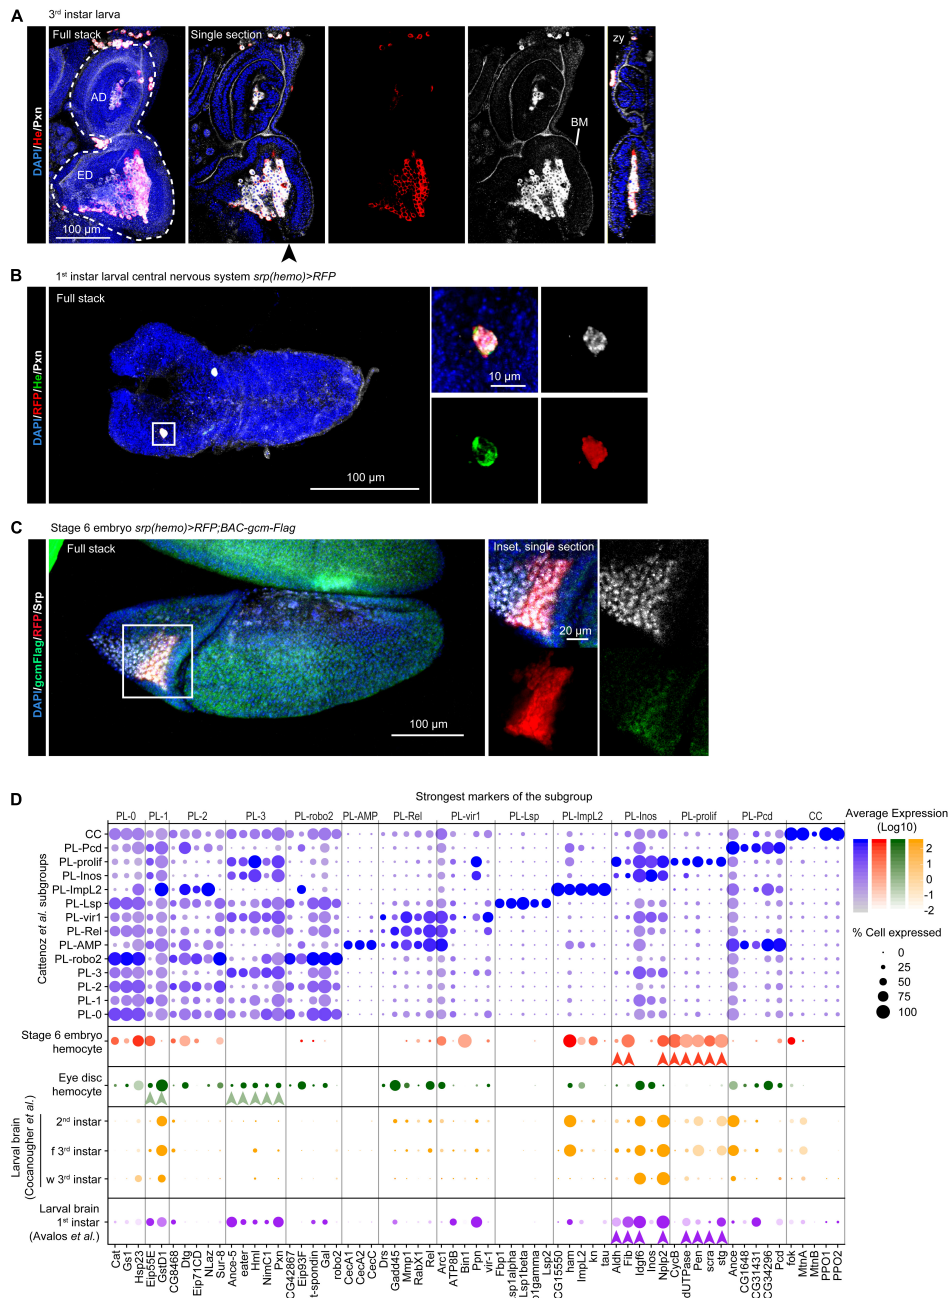 A
3rd instar larva
DAPI/He/Pxn
Full stack
Single section
zy
AD
ED
BM
100 µm
B
1st instar larval central nervous system srp(hemo)>RFP
DAPI/RFP/He/Pxn
Full stack
10 µm
100 µm
C
Stage 6 embryo srp(hemo)>RFP;BAC-gcm-Flag
DAPI/gcmFlag/RFP/Srp
Full stack
Inset, single section
20 µm
100 µm
D
Strongest markers of the subgroup
PL-0 PL-1 PL-2 PL-3 PL-robo2 PL-AMP PL-Rel PL-vir1 PL-Lsp PL-ImpL2 PL-Inos PL-prolif PL-Pcd CC
Cattenoz et al. subgroups
CC
PL-Pcd
PL-prolif
PL-Inos
PL-ImpL2
PL-Lsp
PL-vir1
PL-Rel
PL-AMP
PL-robo2
PL-3
PL-2
PL-1
PL-0
Stage 6 embryo
hemocyte
Eye disc
hemocyte
Larval brain
(Cocanougher et al.)
2nd instar
f 3rd instar
w 3rd instar
Larval brain
1st instar
(Avalos et al.)
Average Expression
(Log10)
2
1
0
-1
-2
% Cell expressed
0
25
50
75
100
Cat
Gs1
Hsp23
Eip55E
GstD1
CG8468
Dtg
Eip71CD
NLaz
Sur-8
Ance-5
eater
Hml
NimC1
Pxn
CG42867
Eip93F
t-spondin
Gal
robo2
CecA1
CecA2
CecC
Drs
Gadd45
Mmp1
RabX1
Rel
Arc1
ATP8B
Bin1
Ppn
vir-1
Fbp1
Lsp1alpha
Lsp1beta
p1gamma
Lsp2
CG15550
ham
ImpL2
kn
tau
Aldh
Fib
Idgf6
Inos
Nplp2
CycB
dUTPase
Pen
scra
stg
Ance
CG1648
CG31431
CG34296
Pcd
fok
MtnA
MtnB
PPO1
PPO2